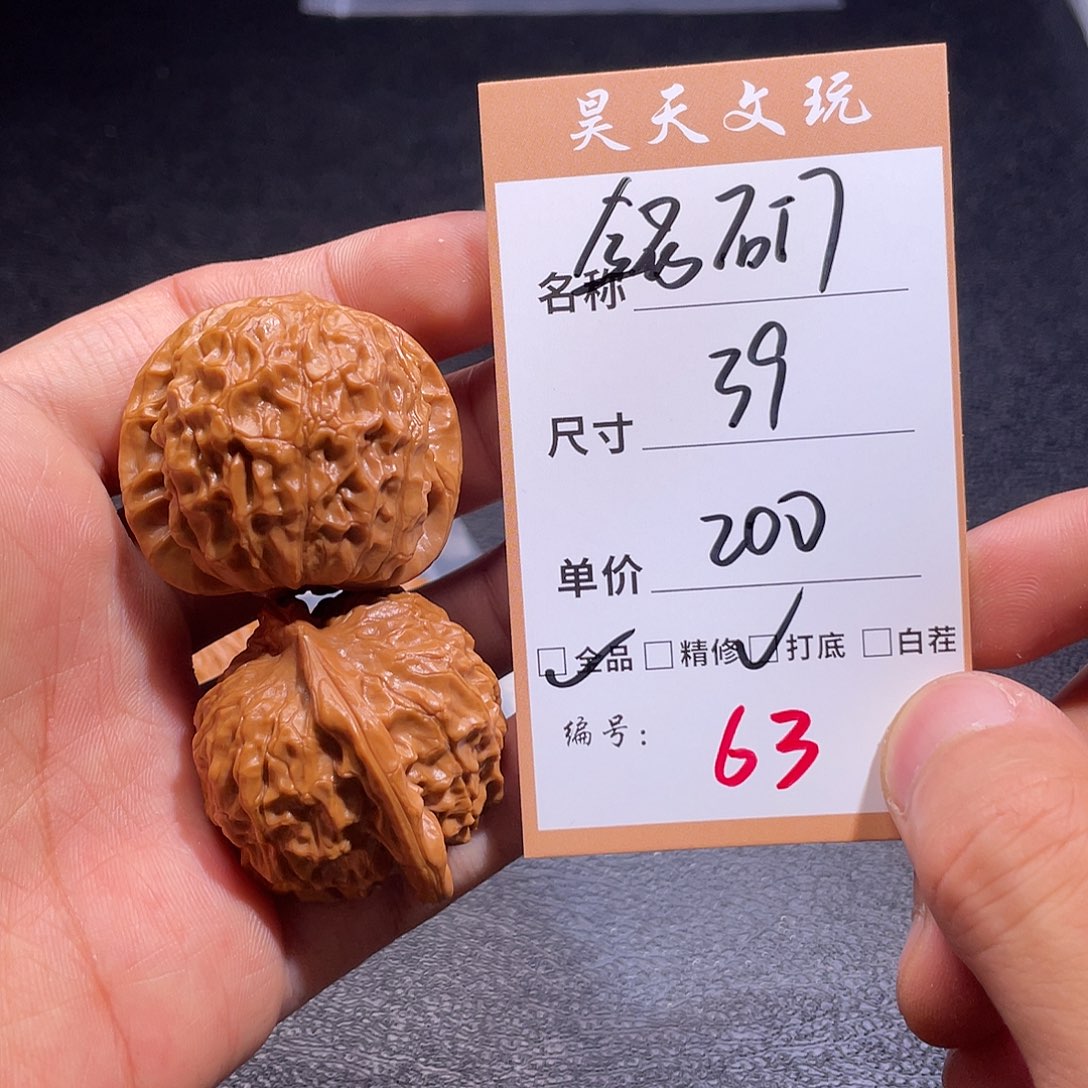 昊天文玩
名称 锅石门
尺寸 39
单价 200
☑全品 □精修 ☑打底 □白茬
编号： 63